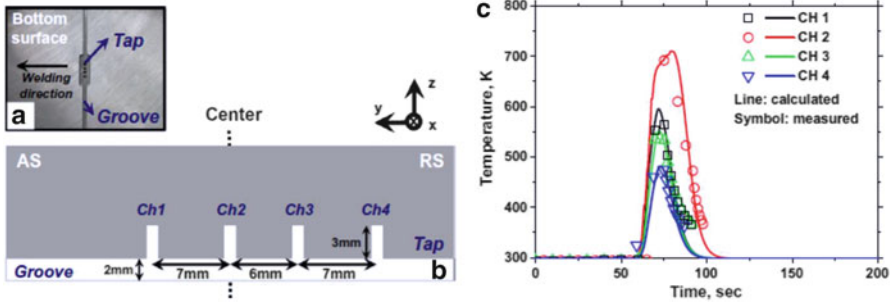 Bottom
surface
Tap
Welding
direction
Groove
a
z
y
x
Center
AS
RS
Ch1
Ch2
Ch3
Ch4
3mm
Tap
Groove
2mm
7mm
6mm
7mm
b
c
Temperature, K
800
700
600
500
400
300
0
50
100
150
200
Time, sec
CH 1
CH 2
CH 3
CH 4
Line: calculated
Symbol: measured